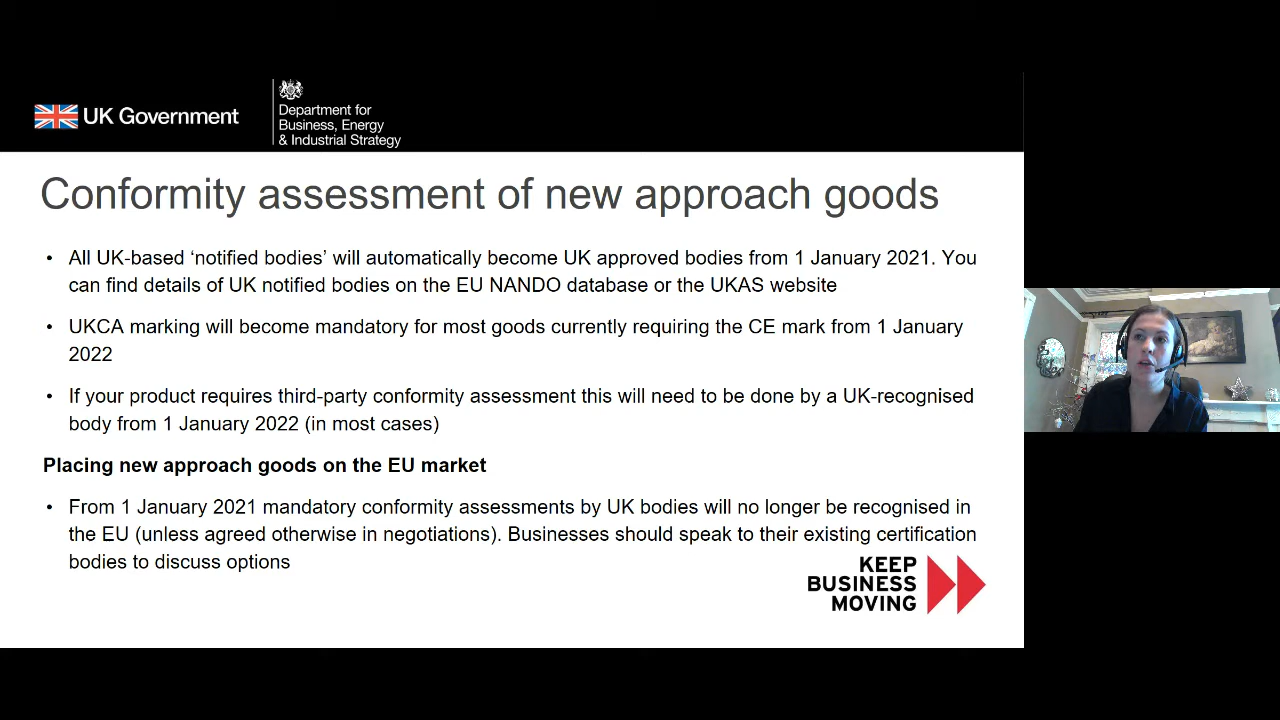 UK Government
Department for
Business, Energy
& Industrial Strategy
Conformity assessment of new approach goods
• All UK-based ‘notified bodies’ will automatically become UK approved bodies from 1 January 2021. You
can find details of UK notified bodies on the EU NANDO database or the UKAS website
• UKCA marking will become mandatory for most goods currently requiring the CE mark from 1 January
2022
• If your product requires third-party conformity assessment this will need to be done by a UK-recognised
body from 1 January 2022 (in most cases)
Placing new approach goods on the EU market
• From 1 January 2021 mandatory conformity assessments by UK bodies will no longer be recognised in
the EU (unless agreed otherwise in negotiations). Businesses should speak to their existing certification
bodies to discuss options
KEEP
BUSINESS
MOVING